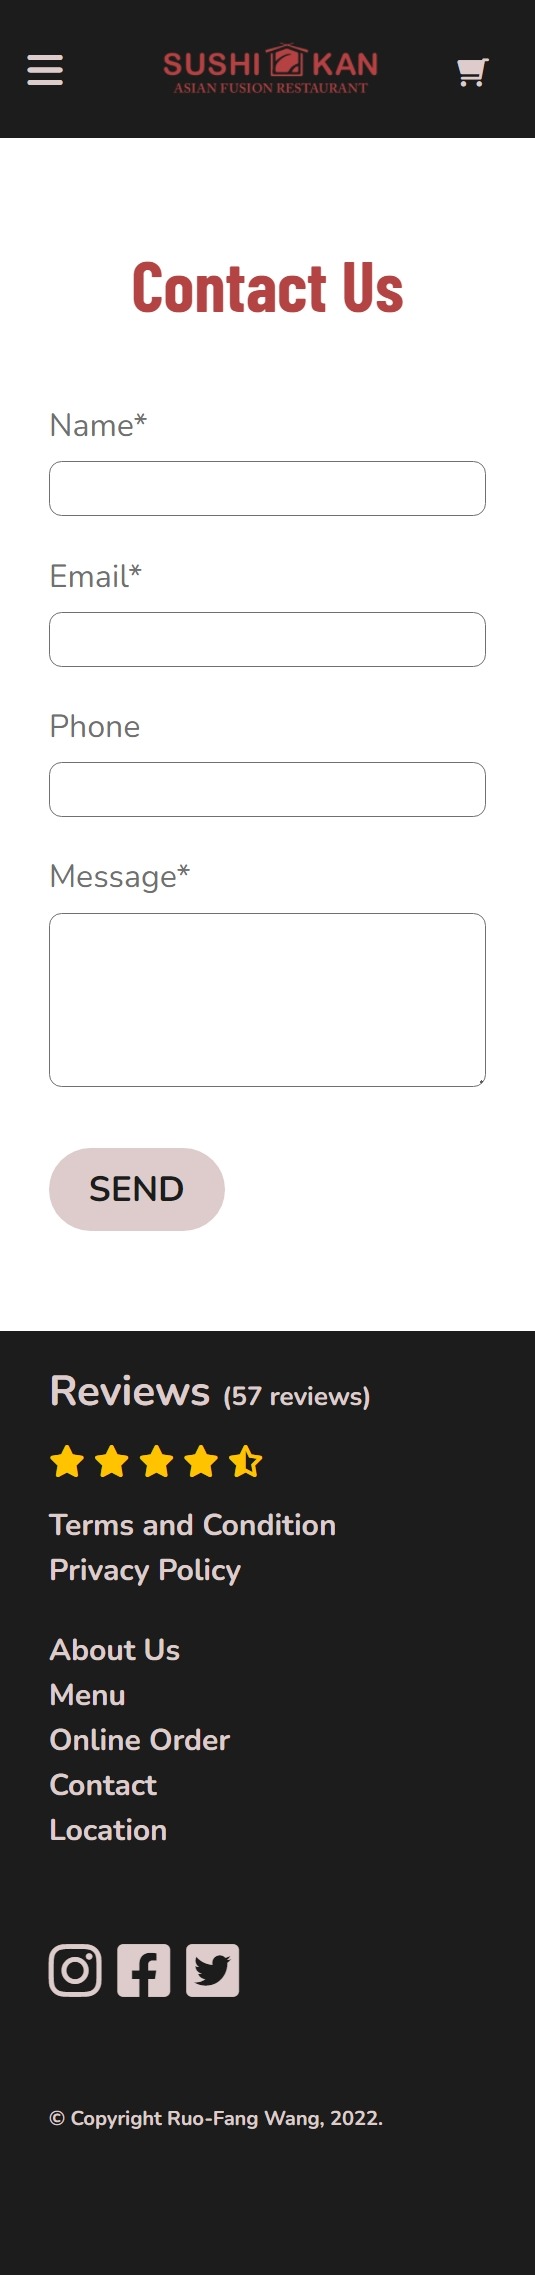 SUSHI KAN
ASIAN FUSION RESTAURANT
Contact Us
Name*
Email*
Phone
Message*
SEND
Reviews (57 reviews)
Terms and Condition
Privacy Policy
About Us
Menu
Online Order
Contact
Location
© Copyright Ruo-Fang Wang, 2022.